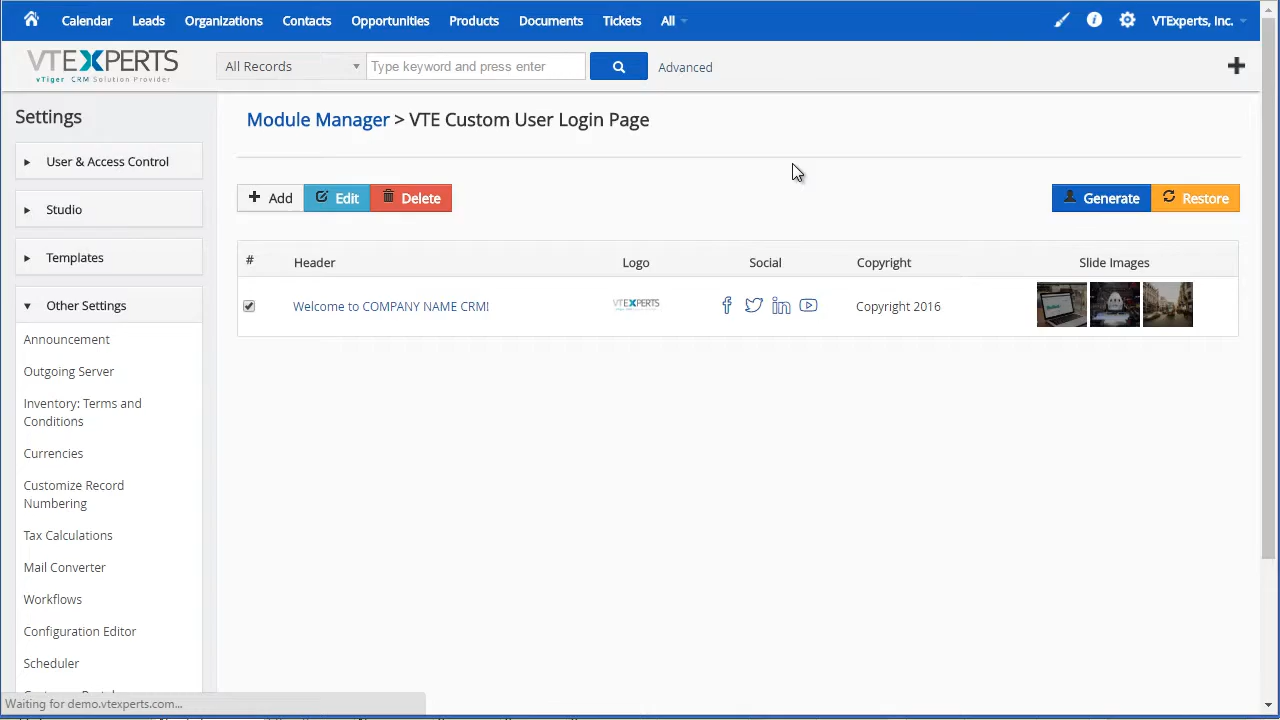 Calendar Leads Organizations Contacts Opportunities Products Documents Tickets All VTExperts, Inc.
VTEXPERTS
vTiger CRM Solution Provider
All Records Type keyword and press enter Advanced
Settings
Module Manager > VTE Custom User Login Page
User & Access Control
Add Edit Delete Generate Restore
Studio
Templates
# Header Logo Social Copyright Slide Images
Other Settings
Welcome to COMPANY NAME CRM! VTEXPERTS Copyright 2016
Announcement
Outgoing Server
Inventory: Terms and
Conditions
Currencies
Customize Record
Numbering
Tax Calculations
Mail Converter
Workflows
Configuration Editor
Scheduler
Waiting for demo.vtexperts.com...